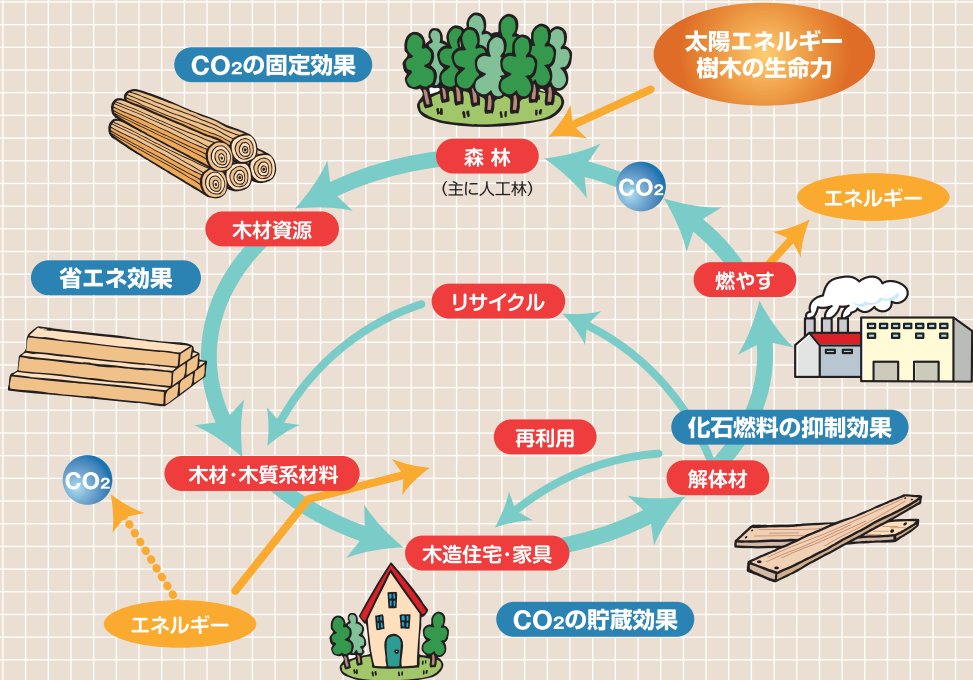 CO₂の固定効果
太陽エネルギー
樹木の生命力
森林
(主に人工林)
CO₂
エネルギー
木材資源
省エネ効果
燃やす
リサイクル
化石燃料の抑制効果
再利用
木材・木質系材料
解体材
CO₂
木造住宅・家具
エネルギー
CO₂の貯蔵効果